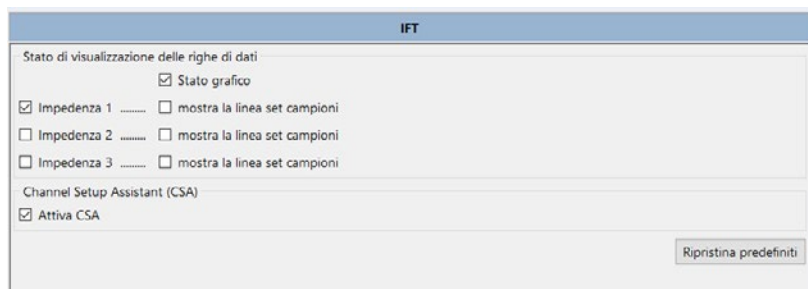 IFT
Stato di visualizzazione delle righe di dati
Stato grafico
Impedenza 1 ......... mostra la linea set campioni
Impedenza 2 ......... mostra la linea set campioni
Impedenza 3 ......... mostra la linea set campioni
Channel Setup Assistant (CSA)
Attiva CSA
Ripristina predefiniti